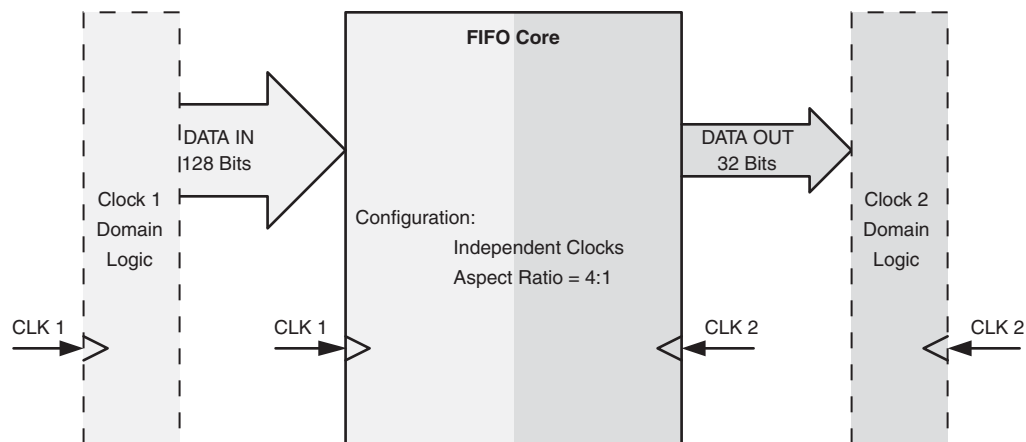 FIFO Core
DATA IN
128 Bits
DATA OUT
32 Bits
Clock 1
Domain
Logic
Configuration:
Independent Clocks
Aspect Ratio = 4:1
Clock 2
Domain
Logic
CLK 1
CLK 1
CLK 2
CLK 2